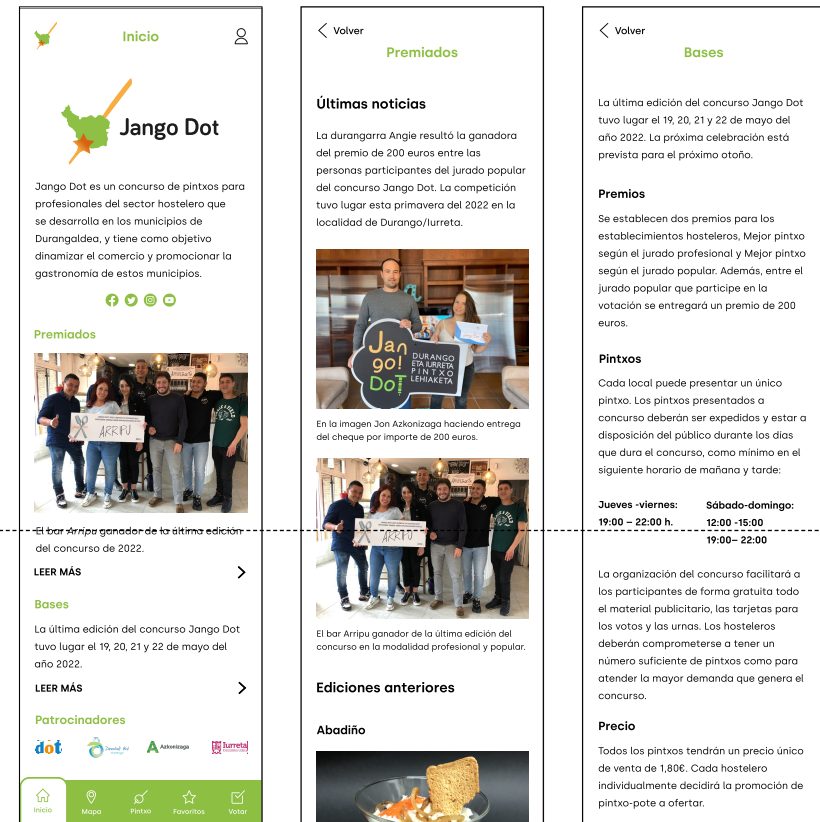 Inicio
Jango Dot
Jango Dot es un concurso de pintxos para
profesionales del sector hostelero que
se desarrolla en los municipios de
Durangaldea, y tiene como objetivo
dinamizar el comercio y promocionar la
gastronomía de estos municipios.
Premiados
ARRIPU
El bar Arripu ganador de la última edición
del concurso de 2022.
LEER MÁS
Bases
La última edición del concurso Jango Dot
tuvo lugar el 19, 20, 21 y 22 de mayo del
año 2022.
LEER MÁS
Patrocinadores
dot
Azkonizaga
Iurreta
Inicio
Mapa
Pintxo
Favoritos
Votar
Volver
Premiados
Últimas noticias
La durangarra Angie resultó la ganadora
del premio de 200 euros entre las
personas participantes del jurado popular
del concurso Jango Dot. La competición
tuvo lugar esta primavera del 2022 en la
localidad de Durango/Iurreta.
Jan
go!
DoT
DURANGO
ETA IURRETA
PINTXO
LEHIAKETA
En la imagen Jon Azkonizaga haciendo entrega
del cheque por importe de 200 euros.
ARRIPU
El bar Arripu ganador de la última edición del
concurso en la modalidad profesional y popular.
Ediciones anteriores
Abadiño
Volver
Bases
La última edición del concurso Jango Dot
tuvo lugar el 19, 20, 21 y 22 de mayo del
año 2022. La próxima celebración está
prevista para el próximo otoño.
Premios
Se establecen dos premios para los
establecimientos hosteleros, Mejor pintxo
según el jurado profesional y Mejor pintxo
según el jurado popular. Además, entre el
jurado popular que participe en la
votación se entregará un premio de 200
euros.
Pintxos
Cada local puede presentar un único
pintxo. Los pintxos presentados a
concurso deberán ser expedidos y estar a
disposición del público durante los días
que dura el concurso, como mínimo en el
siguiente horario de mañana y tarde:
Jueves -viernes:
19:00 – 22:00 h.
Sábado-domingo:
12:00 -15:00
19:00– 22:00
La organización del concurso facilitará a
los participantes de forma gratuita todo
el material publicitario, las tarjetas para
los votos y las urnas. Los hosteleros
deberán comprometerse a tener un
número suficiente de pintxos como para
atender la mayor demanda que genera el
concurso.
Precio
Todos los pintxos tendrán un precio único
de venta de 1,80€. Cada hostelero
individualmente decidirá la promoción de
pintxo-pote a ofertar.